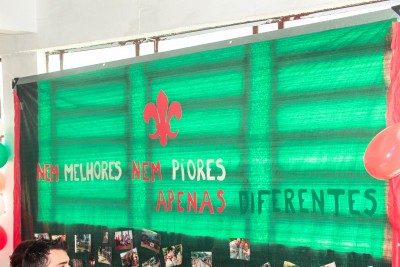 NEM MELHORES NEM PiORES
APENAS DIFERENTES